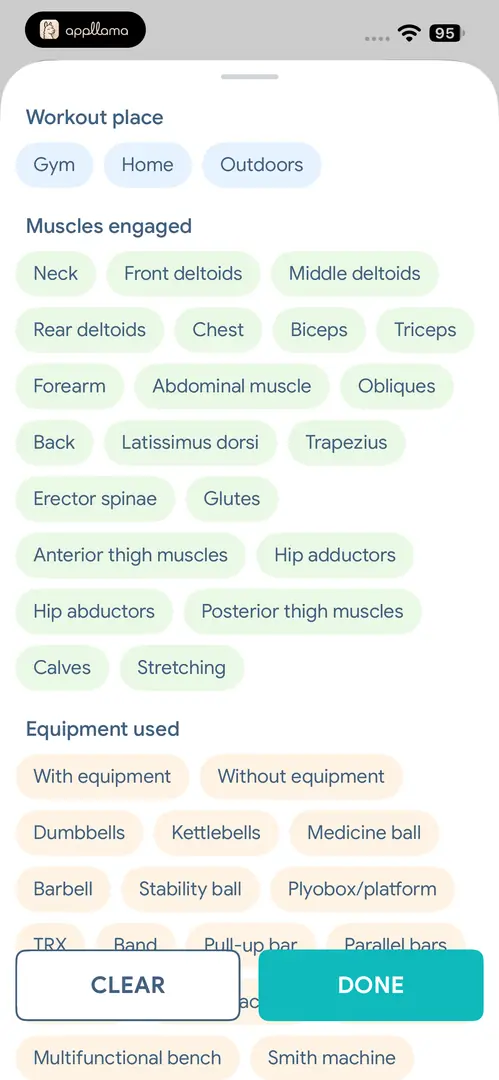 appllama
95
Workout place
Gym Home Outdoors
Muscles engaged
Neck Front deltoids Middle deltoids
Rear deltoids Chest Biceps Triceps
Forearm Abdominal muscle Obliques
Back Latissimus dorsi Trapezius
Erector spinae Glutes
Anterior thigh muscles Hip adductors
Hip abductors Posterior thigh muscles
Calves Stretching
Equipment used
With equipment Without equipment
Dumbbells Kettlebells Medicine ball
Barbell Stability ball Plyobox/platform
TRX Band Pull-up bar Parallel bars
CLEAR DONE
Multifunctional bench Smith machine